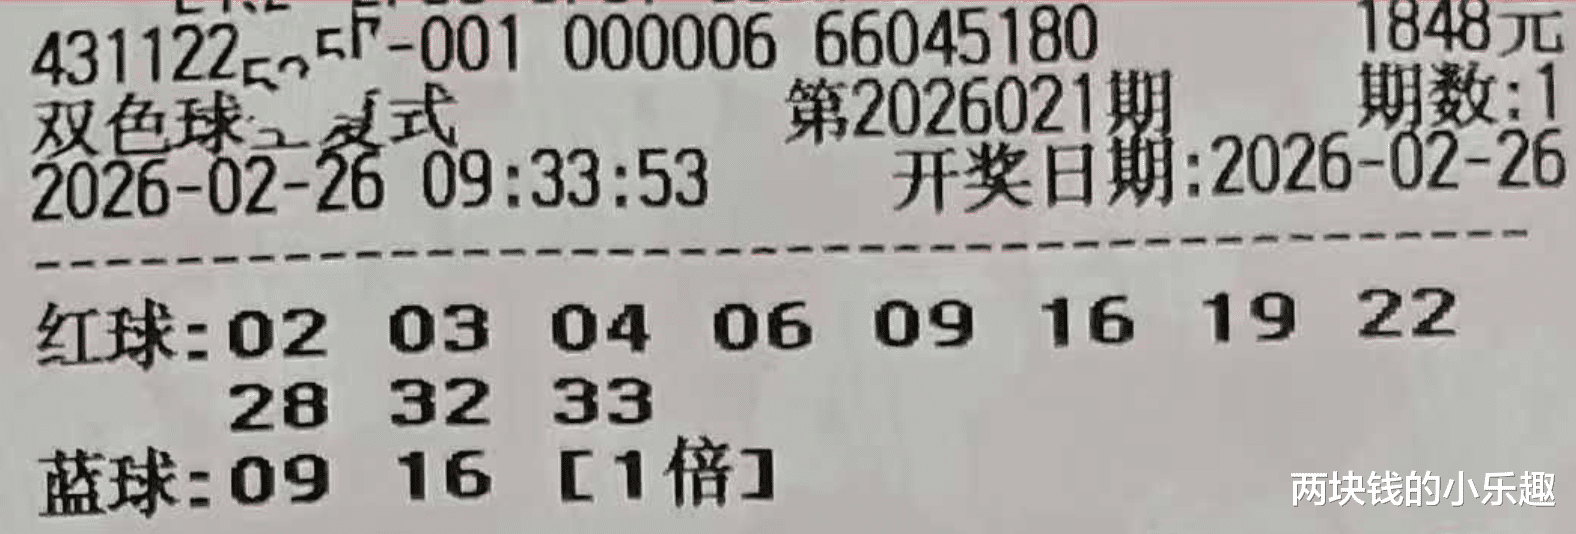 431122 -001 000006 66045180 1848元
双色球 复式 第2026021期 期数:1
2026-02-26 09:33:53 开奖日期:2026-02-26
红球:02 03 04 06 09 16 19 22
28 32 33
蓝球:09 16 [1倍]
两块钱的小乐趣